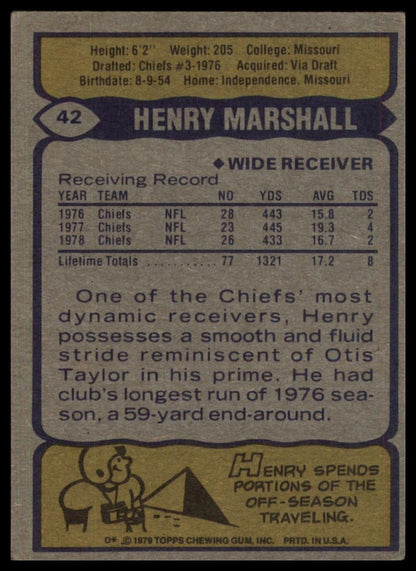 Height: 6'2" Weight: 205 College: Missouri
Drafted: Chiefs #3-1976 Acquired: Via Draft
Birthdate: 8-9-54 Home: Independence, Missouri
42 HENRY MARSHALL
◆ WIDE RECEIVER
Receiving Record
YEAR TEAM NO YDS AVG TDS
1976 Chiefs NFL 28 443 15.8 2
1977 Chiefs NFL 23 445 19.3 4
1978 Chiefs NFL 26 433 16.7 2
Lifetime Totals ........... 77 1321 17.2 8
One of the Chiefs' most
dynamic receivers, Henry
possesses a smooth and fluid
stride reminiscent of Otis
Taylor in his prime. He had
club's longest run of 1976 sea-
son, a 59-yard end-around.
HENRY SPENDS
PORTIONS OF THE
OFF-SEASON
TRAVELING.
D* © 1979 TOPPS CHEWING GUM, INC. PRTD. IN U.S.A.